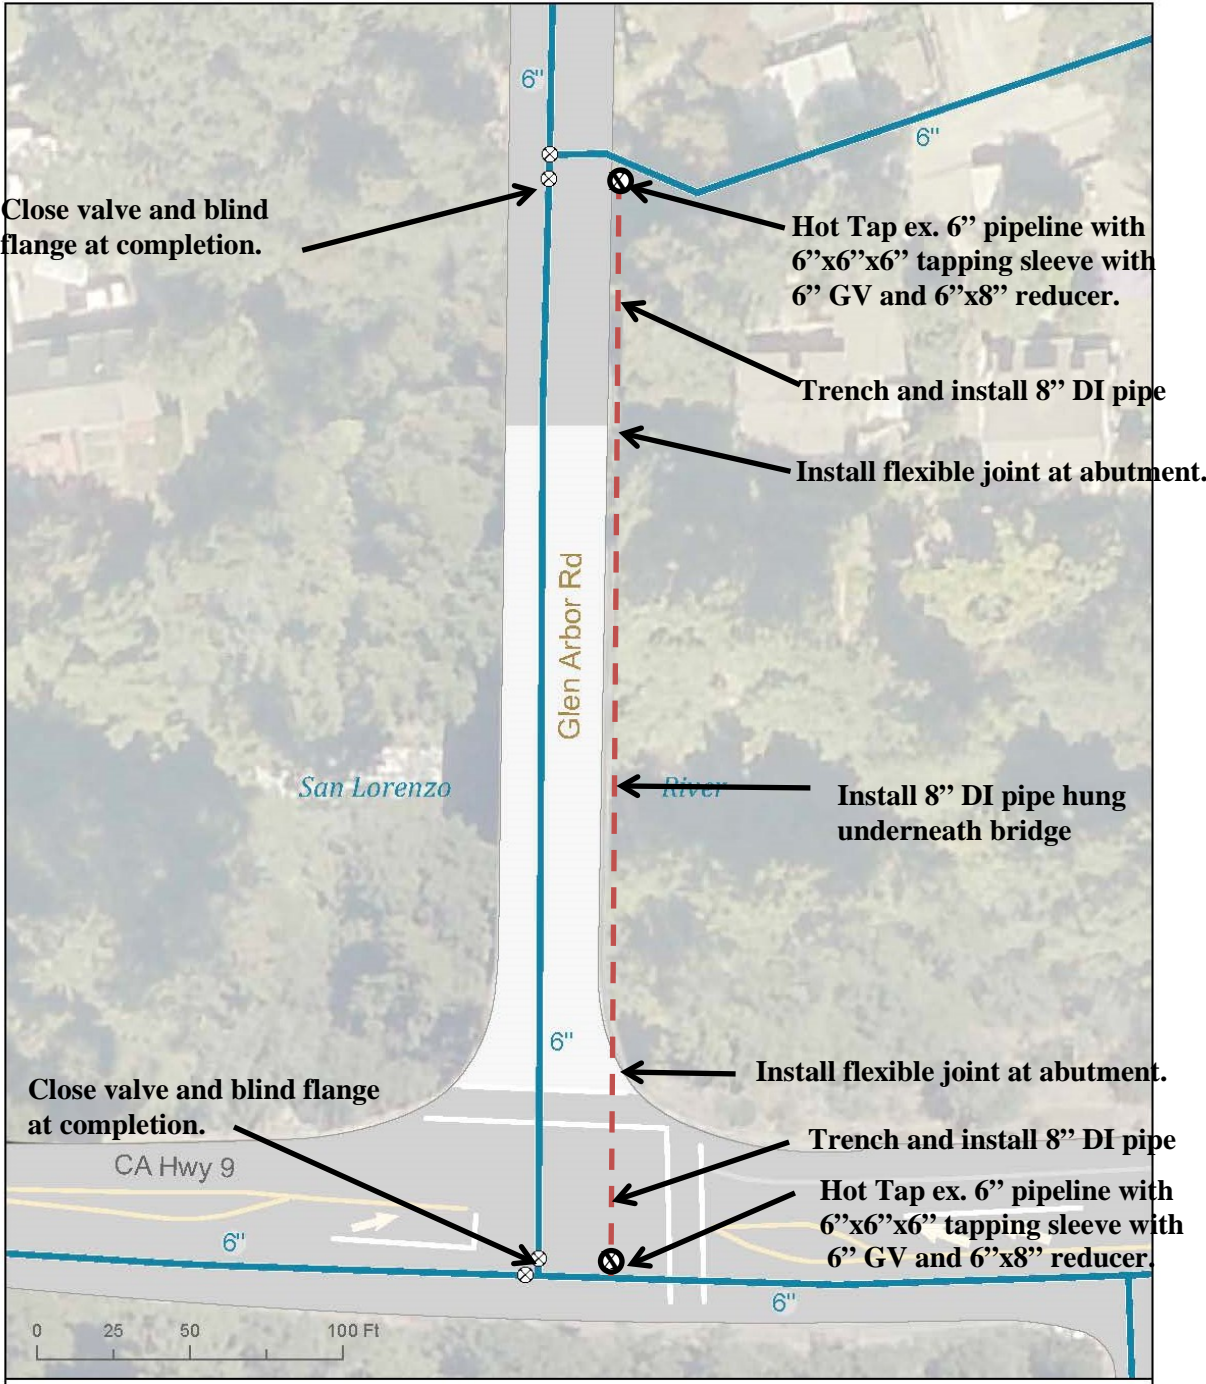 6"
6"
Close valve and blind
flange at completion.
Hot Tap ex. 6” pipeline with
6”x6”x6” tapping sleeve with
6” GV and 6”x8” reducer.
Trench and install 8” DI pipe
Install flexible joint at abutment.
Glen Arbor Rd
San Lorenzo River
Install 8” DI pipe hung
underneath bridge
6"
Install flexible joint at abutment.
Close valve and blind flange
at completion.
Trench and install 8” DI pipe
CA Hwy 9
Hot Tap ex. 6” pipeline with
6”x6”x6” tapping sleeve with
6” GV and 6”x8” reducer.
6"
6"
0 25 50 100 Ft